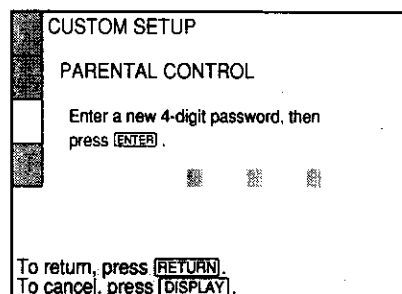 CUSTOM SETUP
PARENTAL CONTROL
Enter a new 4-digit password, then
press ENTER .
To return, press RETURN.
To cancel, press DISPLAY.